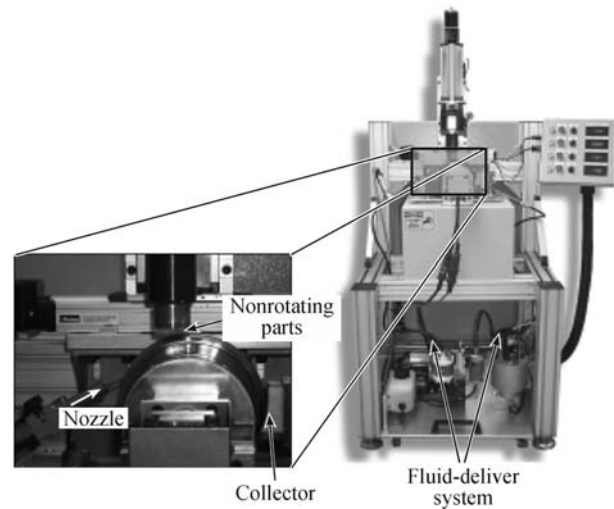 Nonrotating
parts
Nozzle
Collector
Fluid-deliver
system